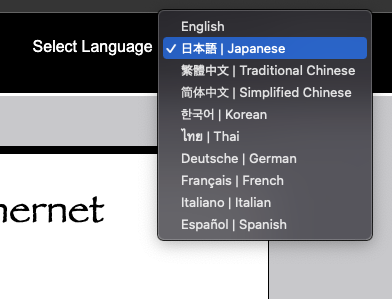 Select Language
English
✓ 日本語 | Japanese
繁體中文 | Traditional Chinese
简体中文 | Simplified Chinese
한국어 | Korean
ไทย | Thai
Deutsche | German
Français | French
Italiano | Italian
Español | Spanish
hernet